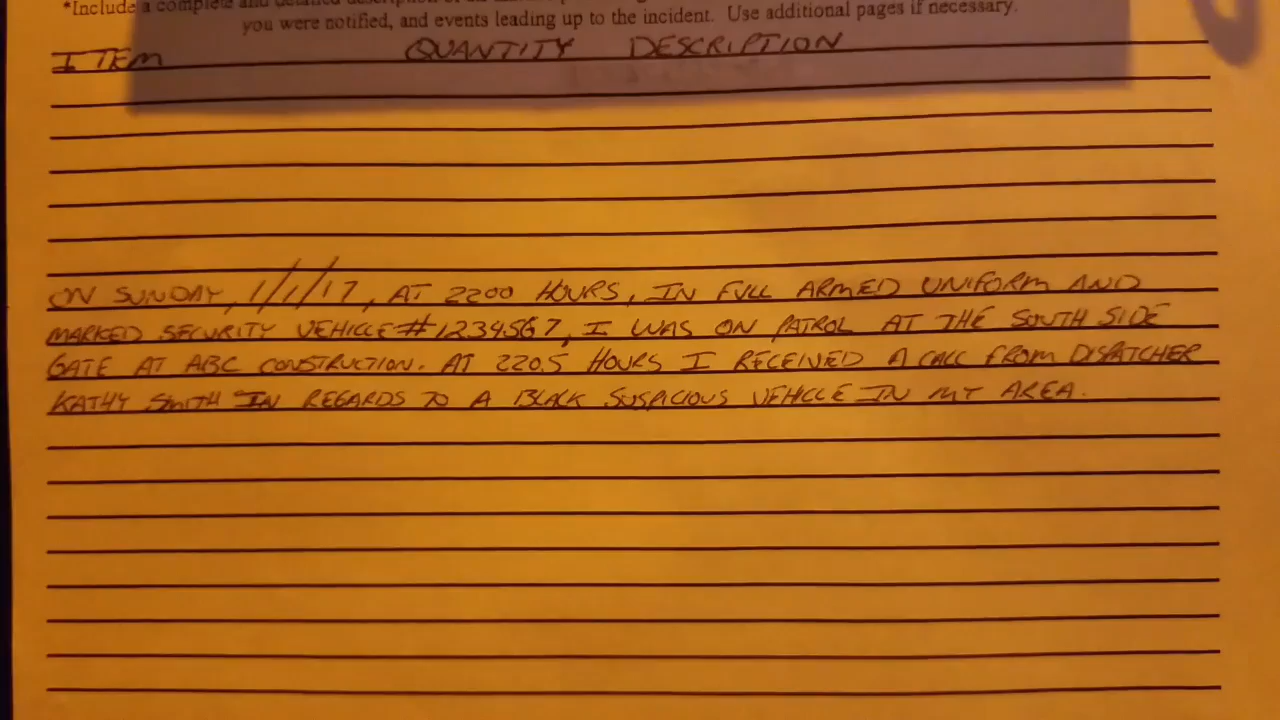 *Include a complete and detailed
you were notified, and events leading up to the incident. Use additional pages if necessary.
ITEM QUANTITY DESCRIPTION
ON SUNDAY, 1/1/17, AT 2200 HOURS, IN FULL ARMED UNIFORM AND
MARKED SECURITY VEHICLE # 1234567, I WAS ON PATROL AT THE SOUTH SIDE
GATE AT ABC CONSTRUCTION. AT 2205 HOURS I RECEIVED A CALL FROM DISPATCHER
KATHY SMITH IN REGARDS TO A BLACK SUSPICIOUS VEHICLE IN MY AREA.